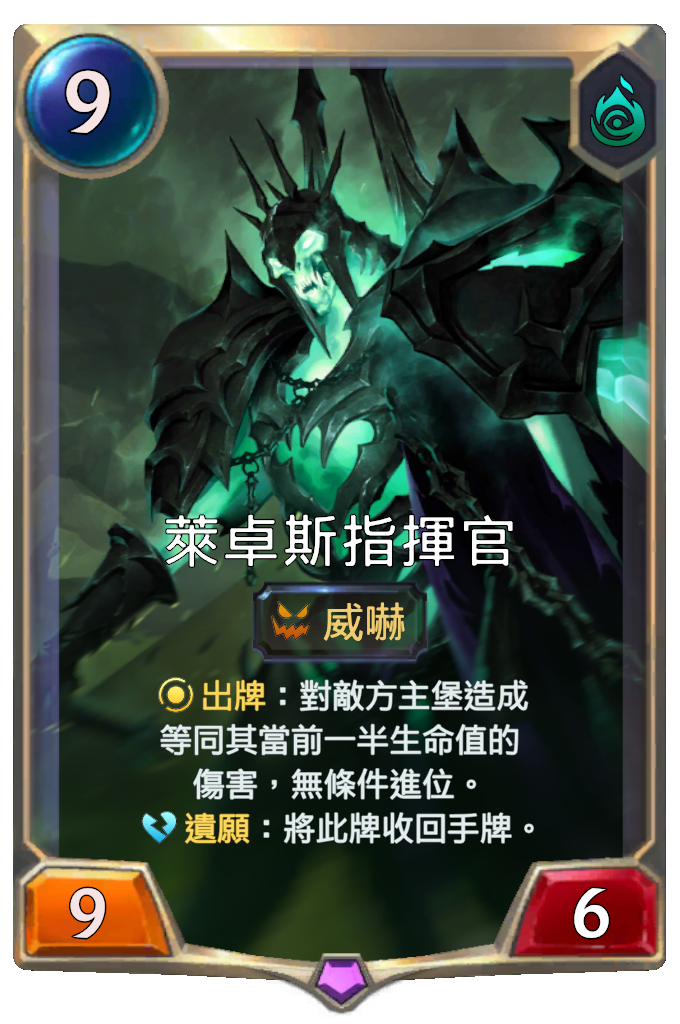 9
萊卓斯指揮官
威嚇
出牌：對敵方主堡造成
等同其當前一半生命值的
傷害，無條件進位。
遺願：將此牌收回手牌。
9
6